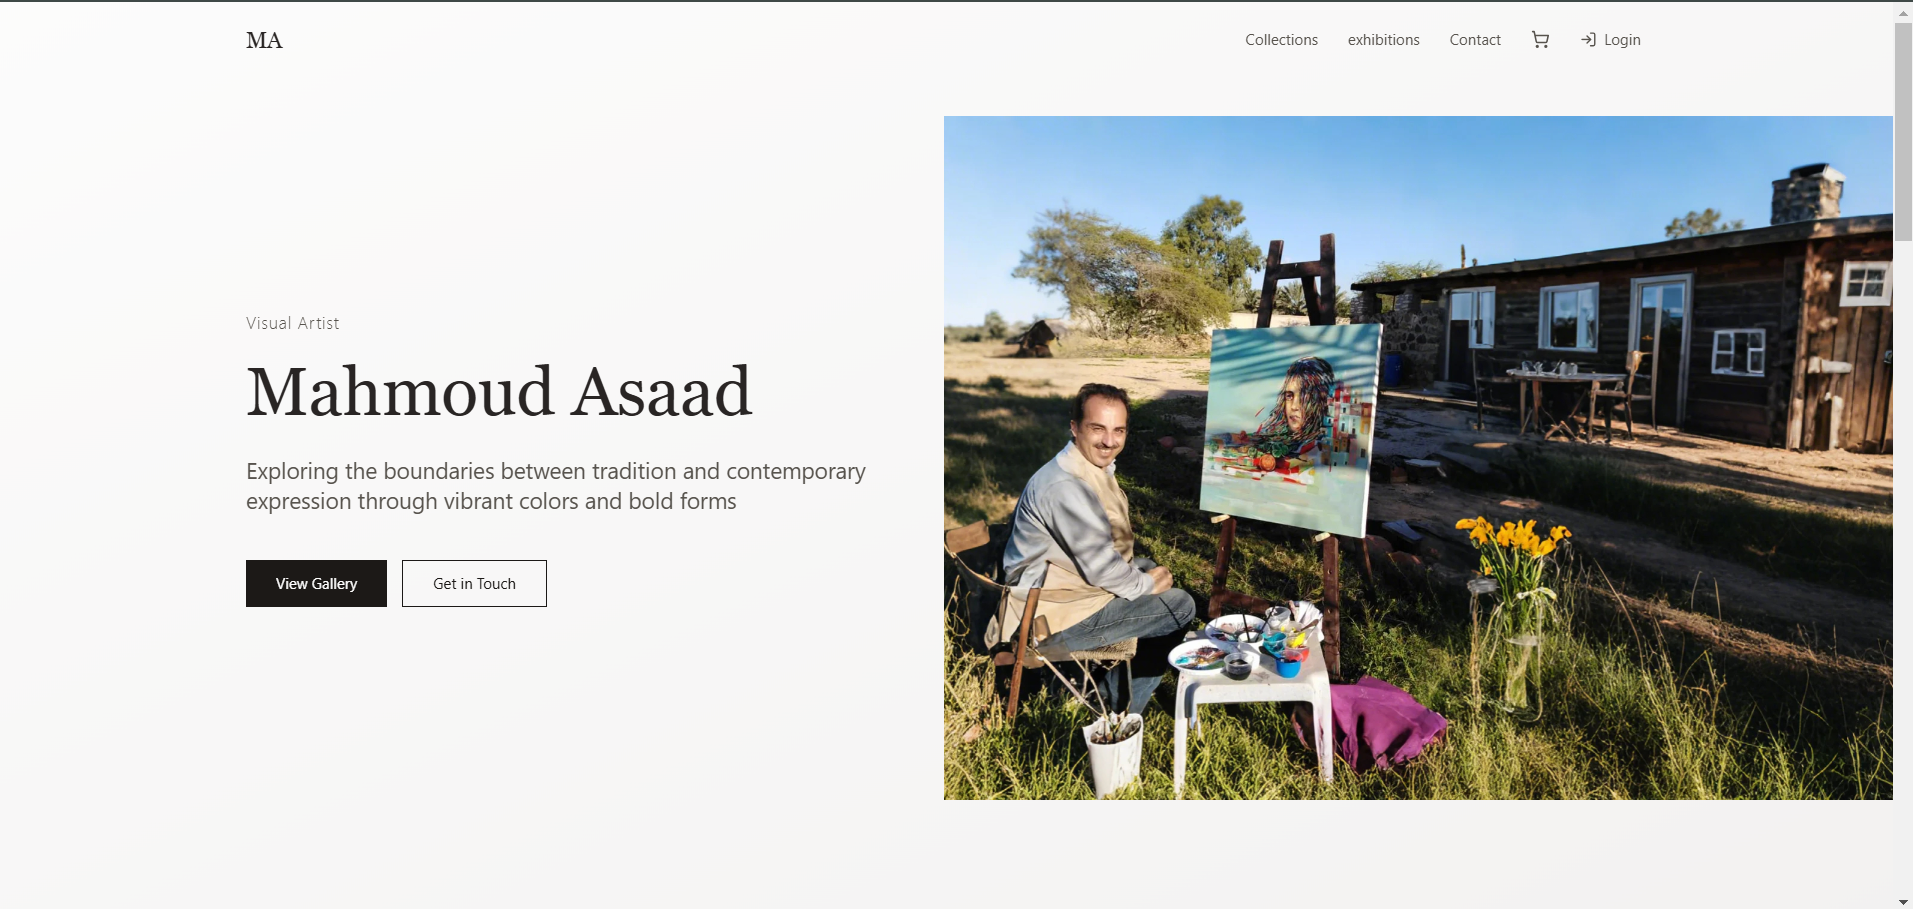 MA
Collections
exhibitions
Contact
Login
Visual Artist
Mahmoud Asaad
Exploring the boundaries between tradition and contemporary
expression through vibrant colors and bold forms
View Gallery
Get in Touch